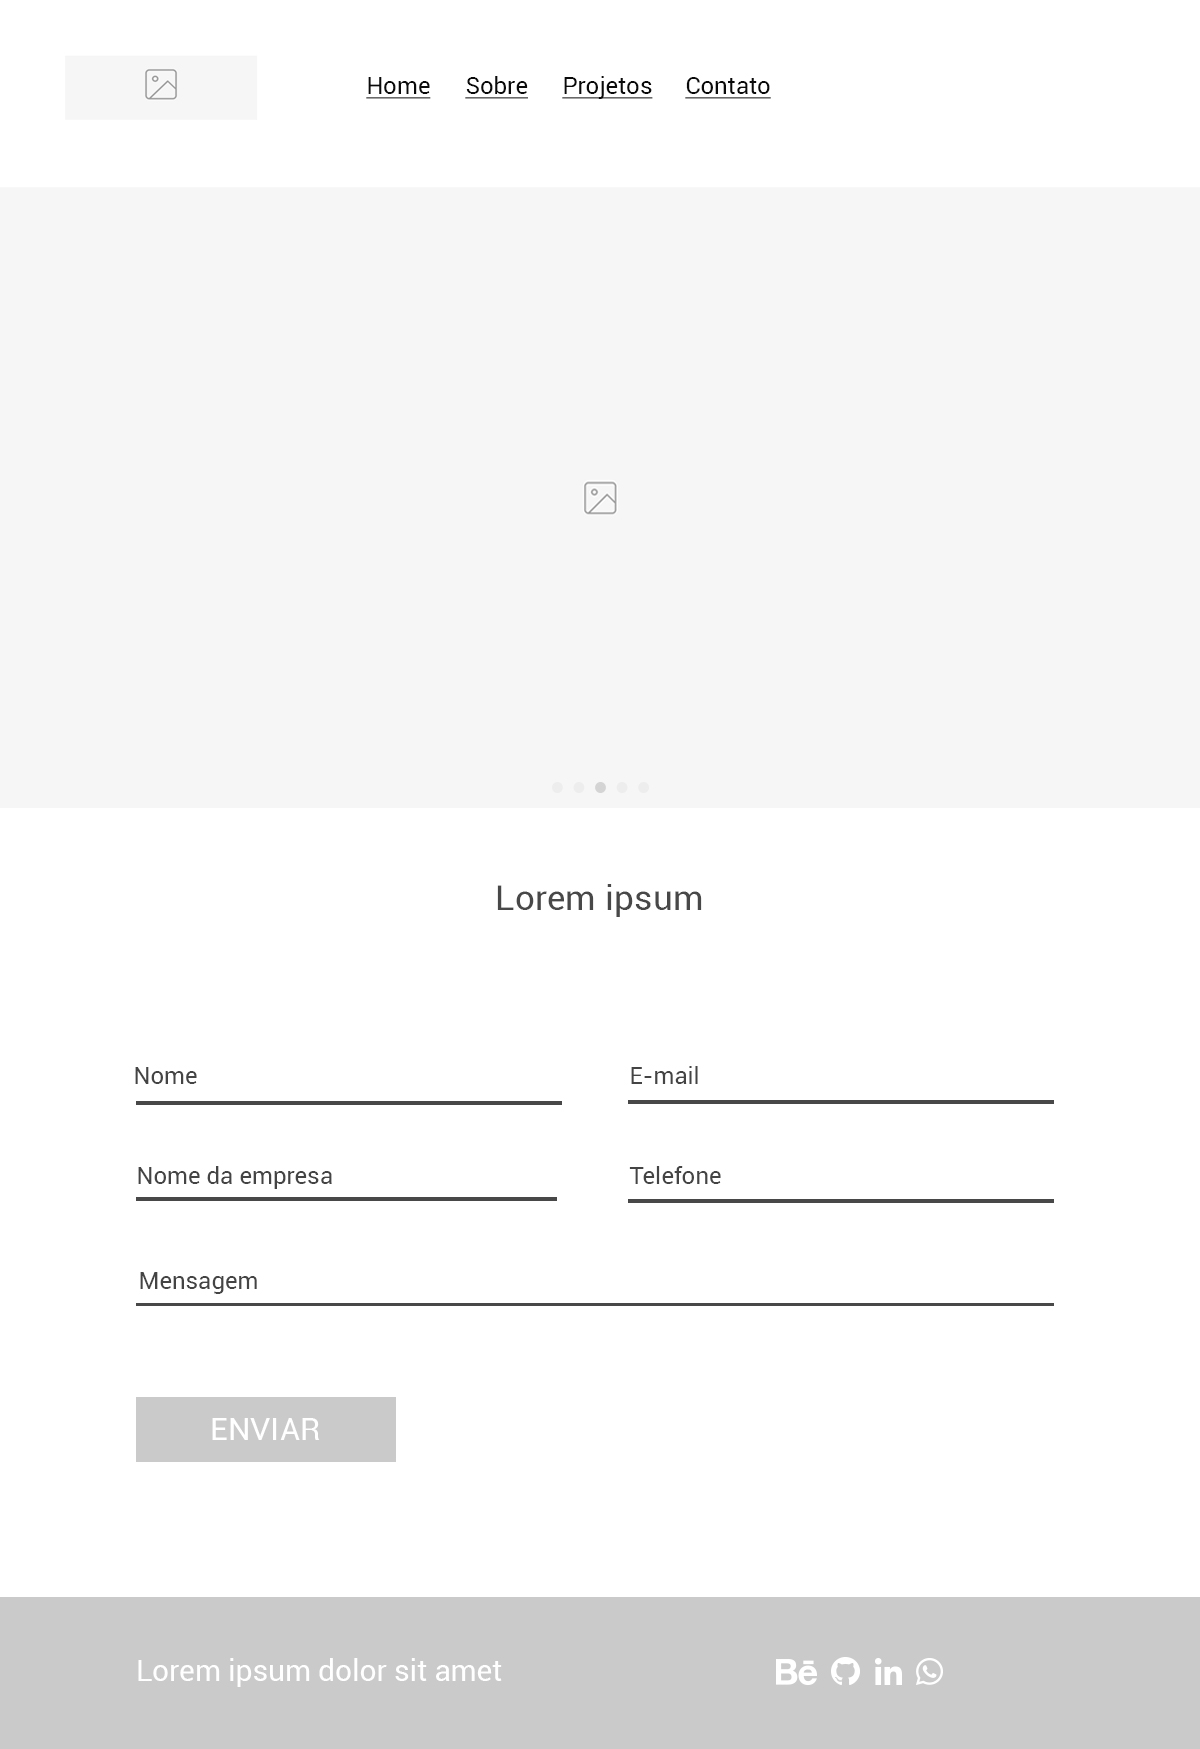 Home Sobre Projetos Contato
Lorem ipsum
Nome
E-mail
Nome da empresa
Telefone
Mensagem
ENVIAR
Lorem ipsum dolor sit amet
Bē in